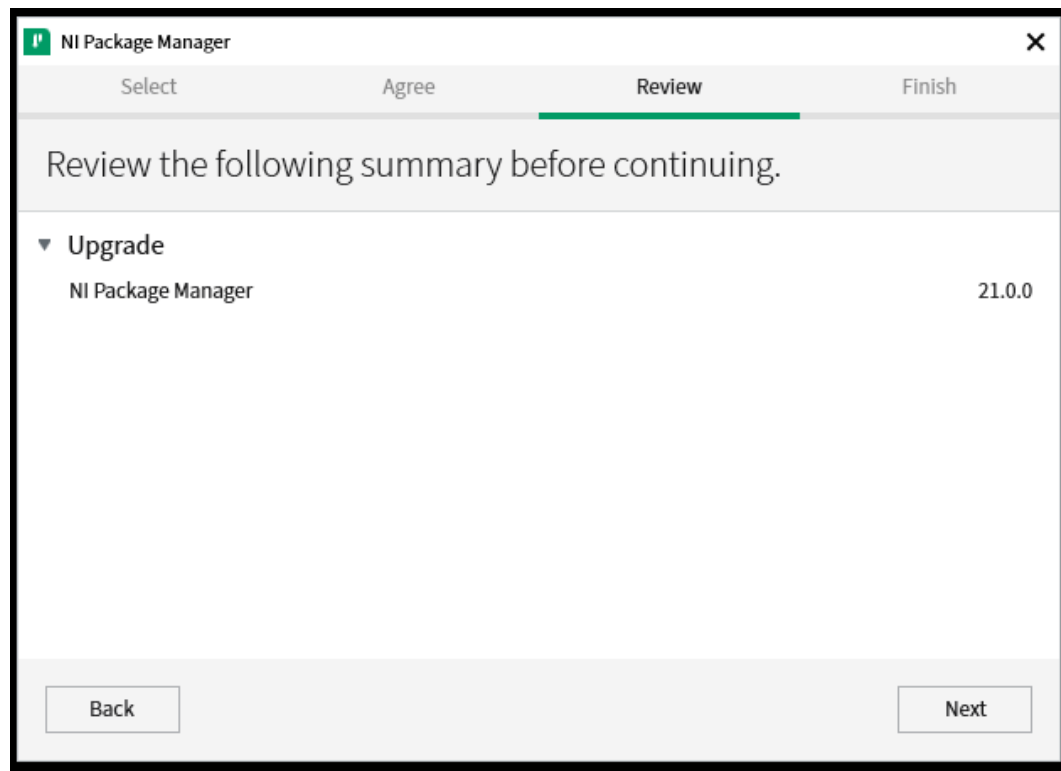 NI Package Manager
Select Agree Review Finish
Review the following summary before continuing.
Upgrade
NI Package Manager 21.0.0
Back Next